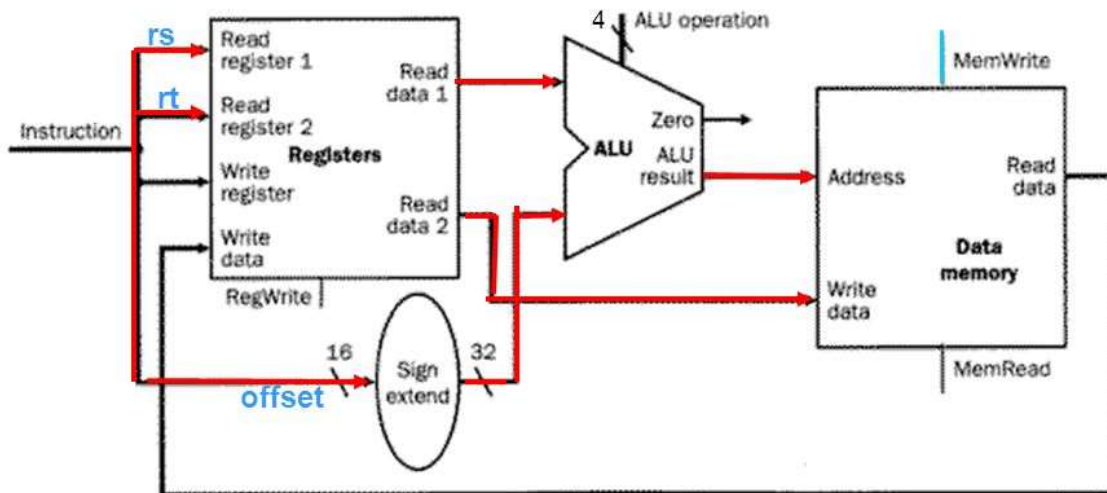 rs
rt
Instruction
Read
register 1
Read
register 2
Registers
Write
register
Write
data
Read
data 1
Read
data 2
RegWrite
16
offset
Sign
extend
32
4
ALU operation
Zero
ALU
ALU
result
MemWrite
Address
Read
data
Data
memory
Write
data
MemRead